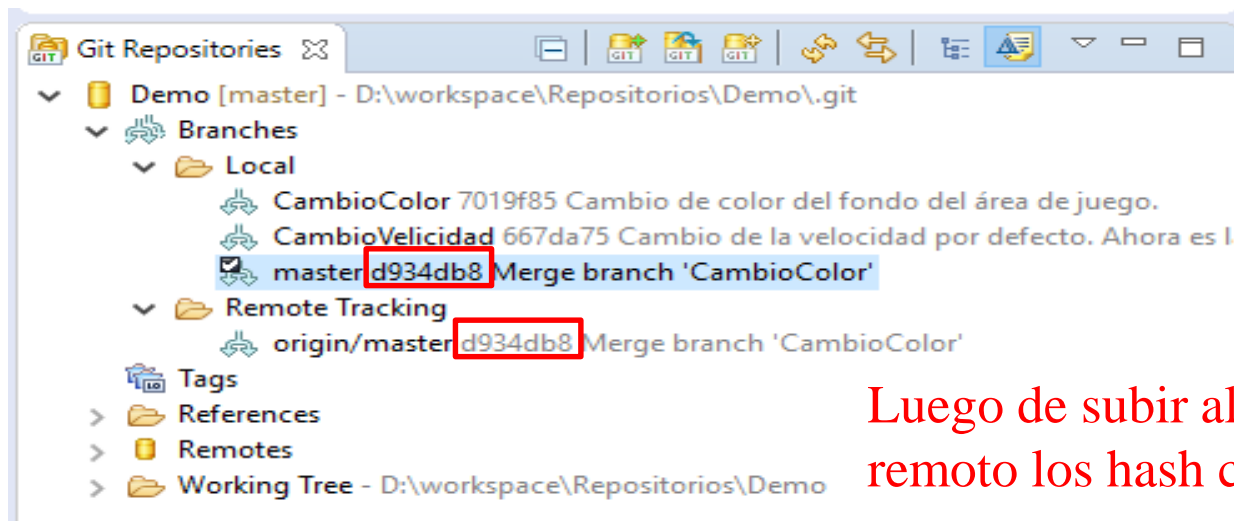 Git Repositories
Demo [master] - D:\workspace\Repositorios\Demo\.git
Branches
Local
CambioColor 7019f85 Cambio de color del fondo del área de juego.
CambioVelicidad 667da75 Cambio de la velocidad por defecto. Ahora es
master d934db8 Merge branch 'CambioColor'
Remote Tracking
origin/master d934db8 Merge branch 'CambioColor'
Tags
References
Remotes
Working Tree - D:\workspace\Repositorios\Demo
Luego de subir al
remoto los hash